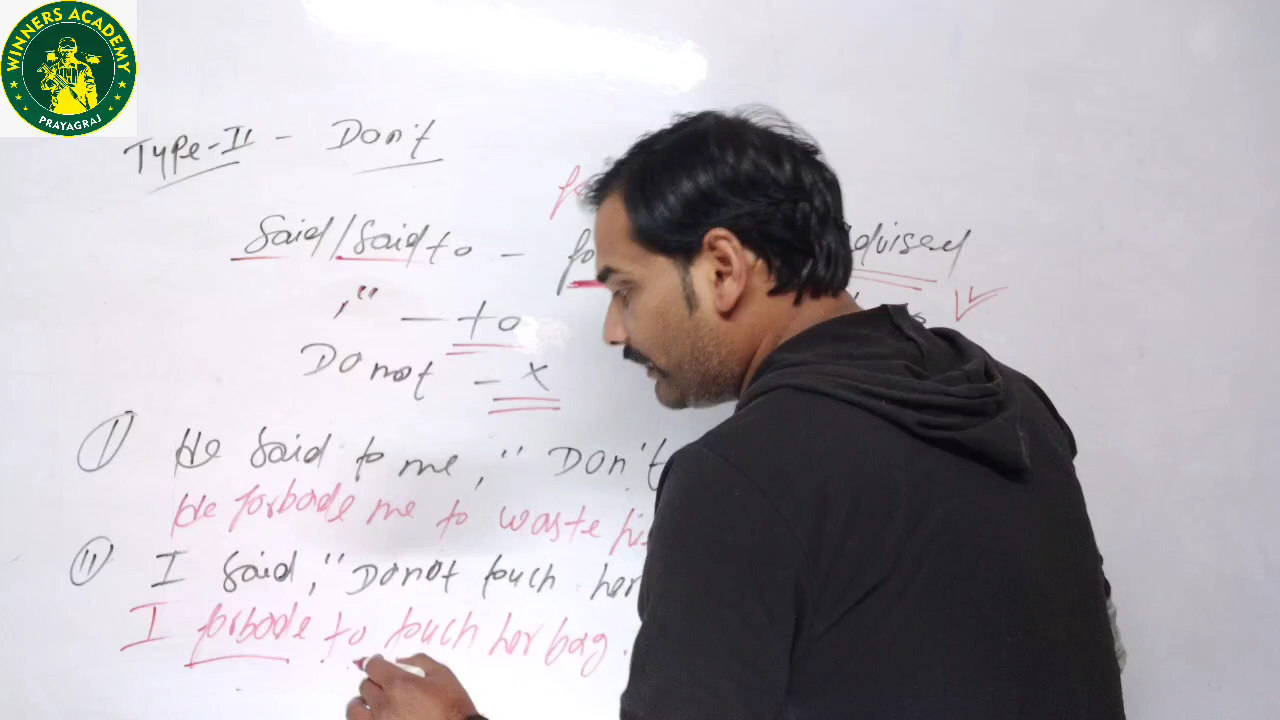 WINNERS ACADEMY
PRAYAGRAJ
Type-II - Don't
Said/Said to -
," - to
Do not - x
I He said to me, " Don't
He forbade me to waste
II I said, " Do not touch her
I forbade to touch her bag.